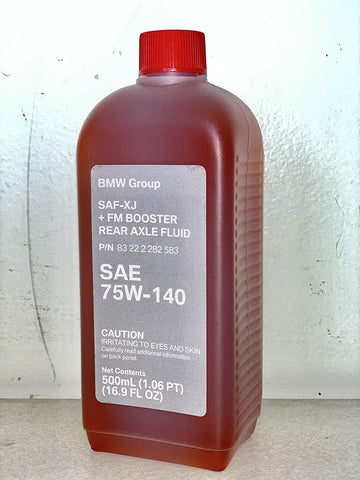 BMW Group
SAF-XJ
+ FM BOOSTER
REAR AXLE FLUID
P/N 83 22 2 282 583
SAE
75W-140
CAUTION
IRRITATING TO EYES AND SKIN.
Carefully read additional information
on back panel.
Net Contents
500mL (1.06 PT)
(16.9 FL OZ)